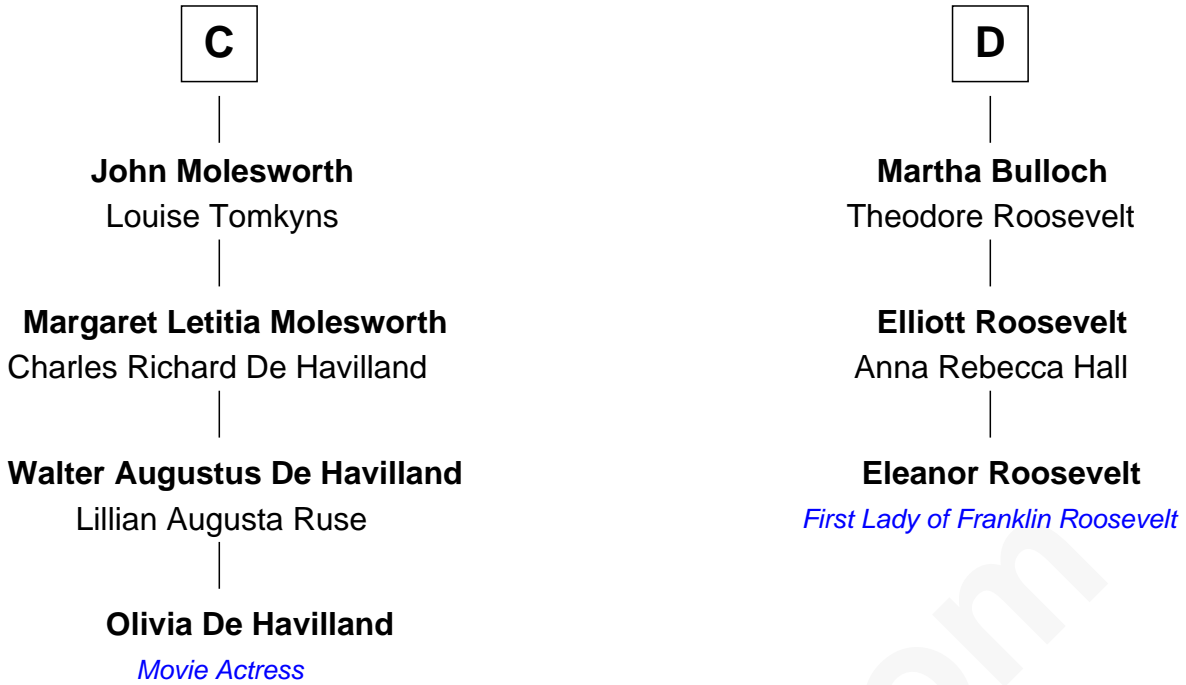 C
John Molesworth
Louise Tomkyns
Margaret Letitia Molesworth
Charles Richard De Havilland
Walter Augustus De Havilland
Lillian Augusta Ruse
Olivia De Havilland
Movie Actress
D
Martha Bulloch
Theodore Roosevelt
Elliott Roosevelt
Anna Rebecca Hall
Eleanor Roosevelt
First Lady of Franklin Roosevelt
om